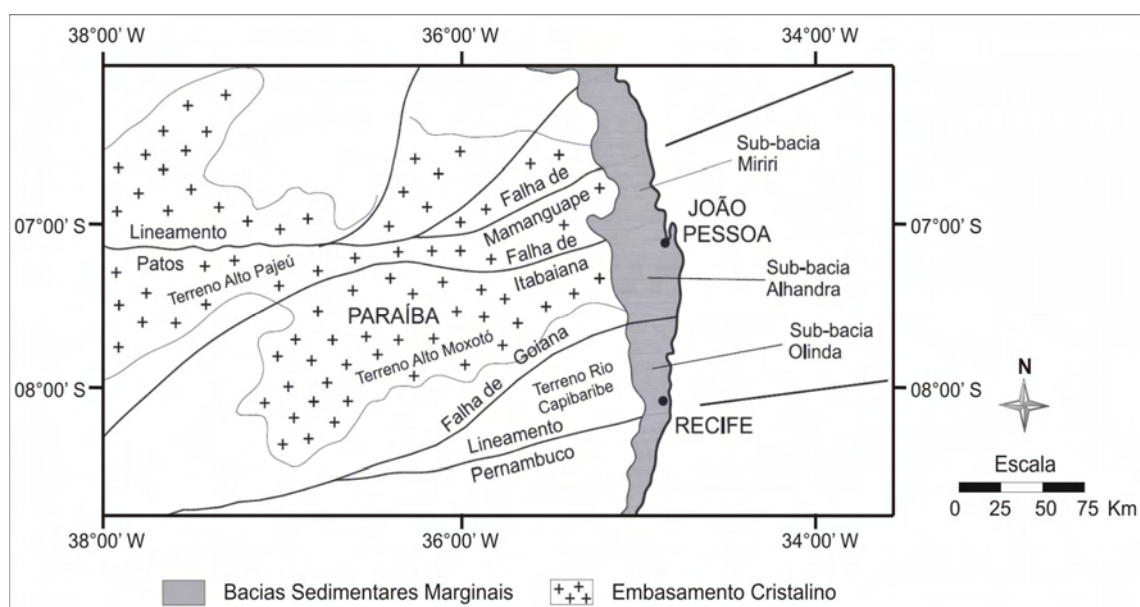 38°00' W
36°00' W
34°00' W
Sub-bacia
Miriri
Falha de
Mamanguape
JOÃO
PESSOA
07°00' S
07°00' S
Lineamento
Patos
Falha de
Itabaiana
Terreno Alto Pajeú
Sub-bacia
Alhandra
PARAÍBA
Terreno Alto Moxotó
Falha de Goiana
Sub-bacia
Olinda
Terreno Rio
Capibaribe
08°00' S
08°00' S
RECIFE
Lineamento
Pernambuco
N
Escala
0 25 50 75 Km
38°00' W
36°00' W
34°00' W
Bacias Sedimentares Marginais
Embasamento Cristalino